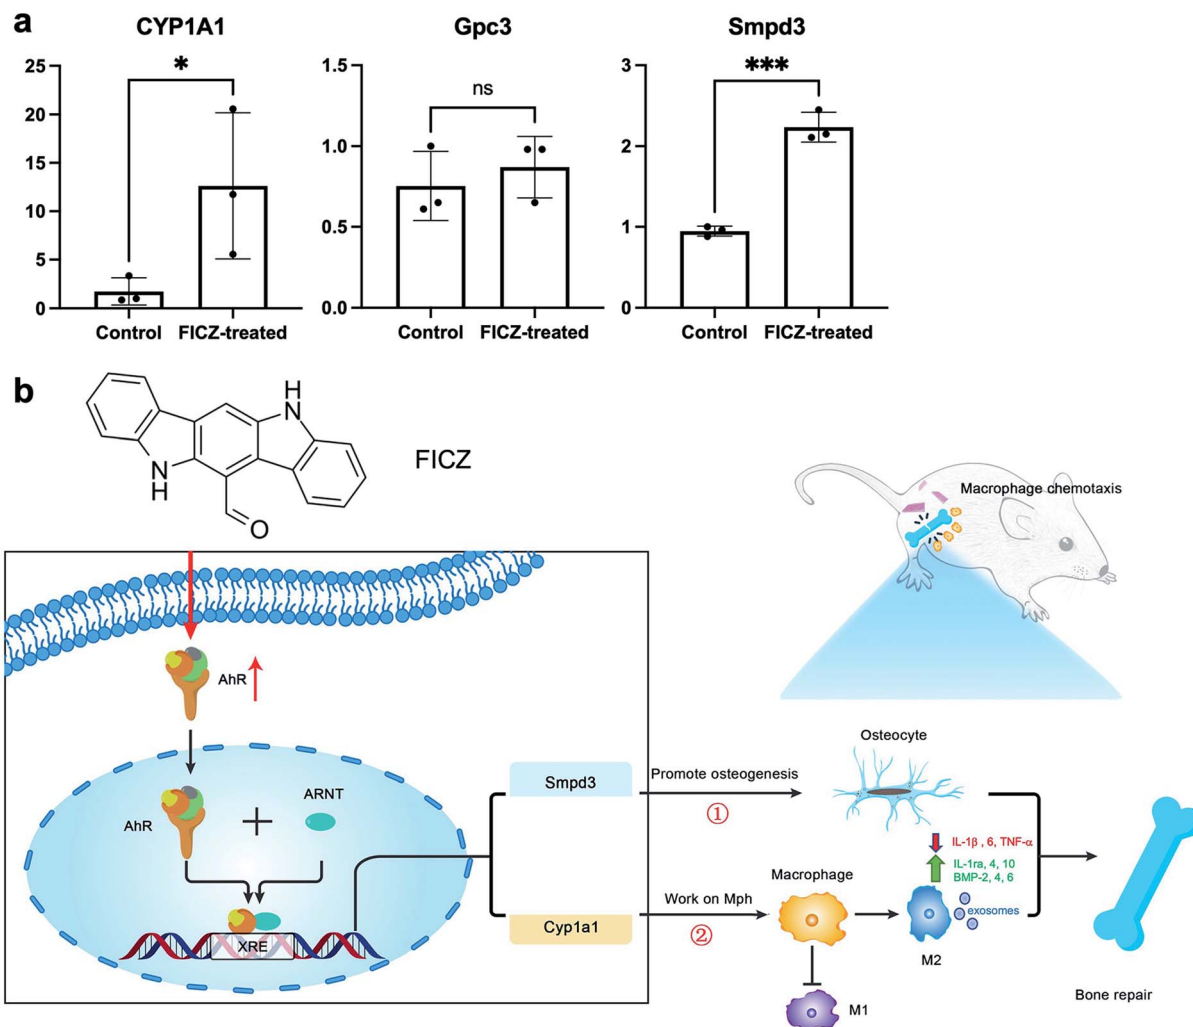 a
CYP1A1
25
20
15
10
5
0
*
Control FICZ-treated
Gpc3
1.5
1.0
0.5
0.0
ns
Control FICZ-treated
Smpd3
3
2
1
0
***
Control FICZ-treated
b
H
N
N
H
O
FICZ
Macrophage chemotaxis
AhR
AhR
ARNT
XRE
Smpd3
Cyp1a1
Promote osteogenesis
①
Osteocyte
IL-1β , 6, TNF-α
IL-1ra, 4, 10
BMP-2, 4, 6
Work on Mph
②
Macrophage
exosomes
M2
M1
Bone repair